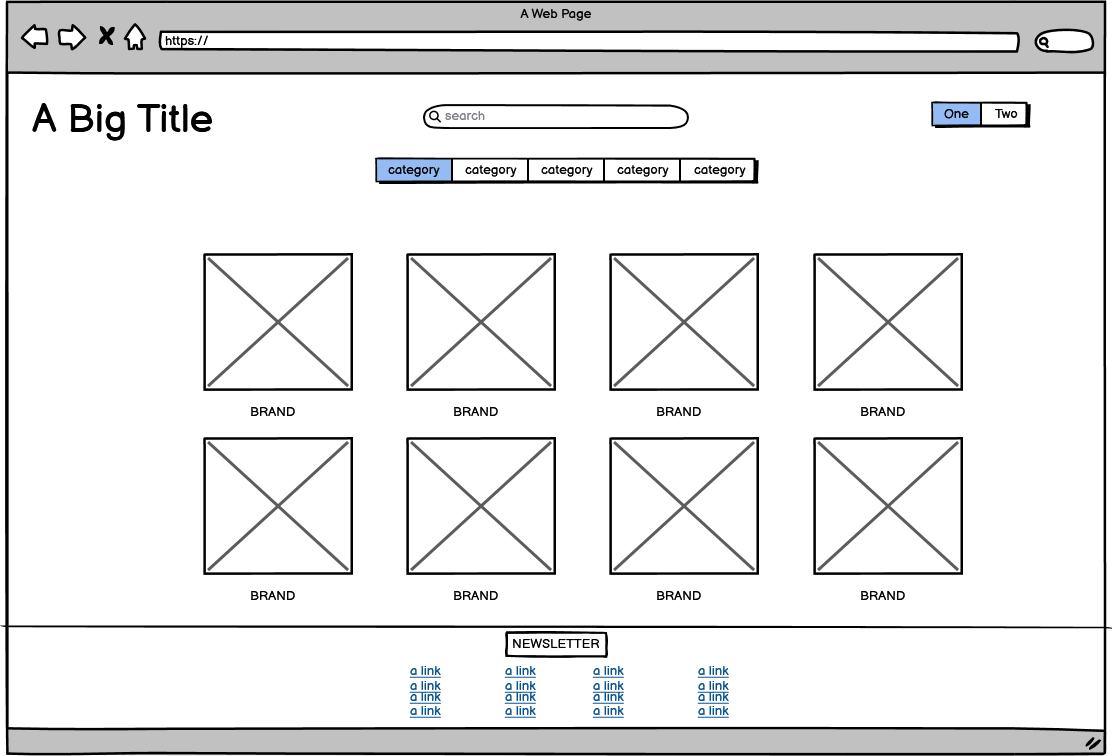 A Web Page
https://
A Big Title
search
One Two
category category category category category
BRAND BRAND BRAND BRAND
BRAND BRAND BRAND BRAND
NEWSLETTER
a link a link a link a link
a link a link a link a link
a link a link a link a link
a link a link a link a link